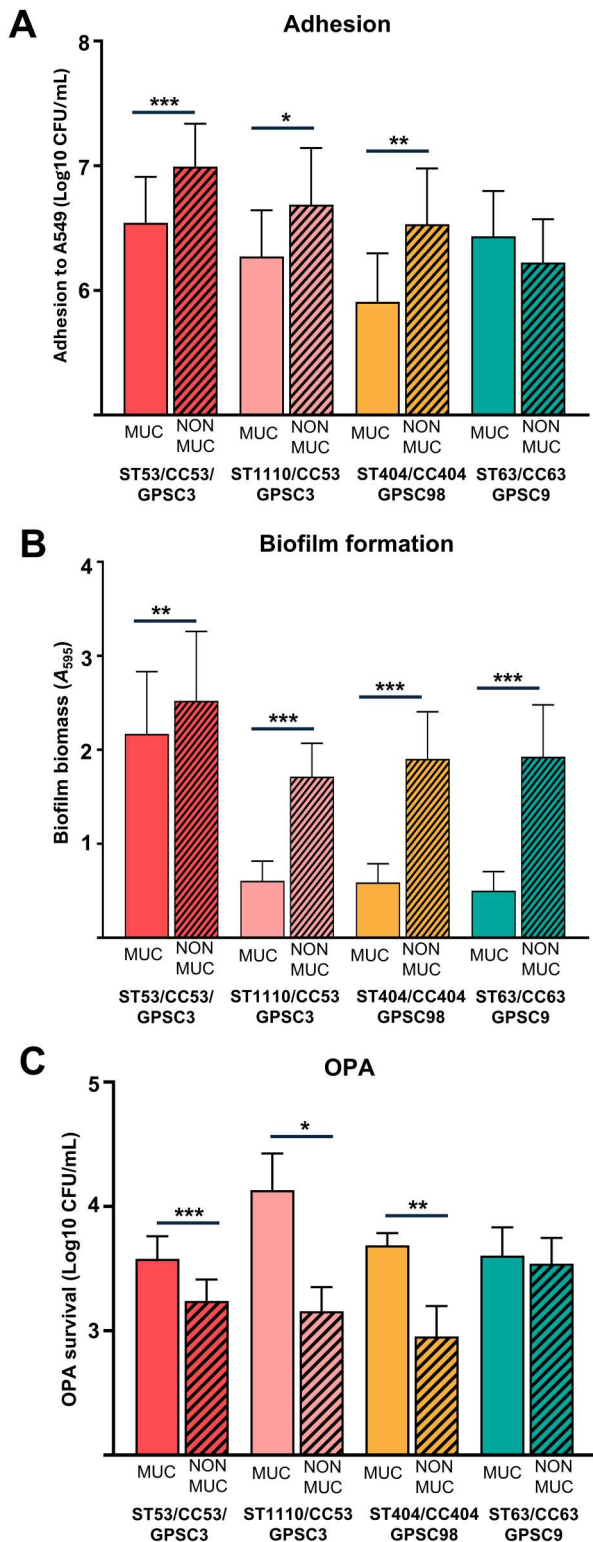 A
Adhesion
Adhesion to A549 (Log10 CFU/mL)
8
7
6
***
*
**
MUC NON MUC MUC NON MUC MUC NON MUC MUC NON MUC
ST53/CC53/ ST1110/CC53 ST404/CC404 ST63/CC63
GPSC3 GPSC3 GPSC98 GPSC9
B
Biofilm formation
Biofilm biomass (A595)
4
3
2
1
**
***
***
***
MUC NON MUC MUC NON MUC MUC NON MUC MUC NON MUC
ST53/CC53/ ST1110/CC53 ST404/CC404 ST63/CC63
GPSC3 GPSC3 GPSC98 GPSC9
C
OPA
OPA survival (Log10 CFU/mL)
5
4
3
***
*
**
MUC NON MUC MUC NON MUC MUC NON MUC MUC NON MUC
ST53/CC53/ ST1110/CC53 ST404/CC404 ST63/CC63
GPSC3 GPSC3 GPSC98 GPSC9